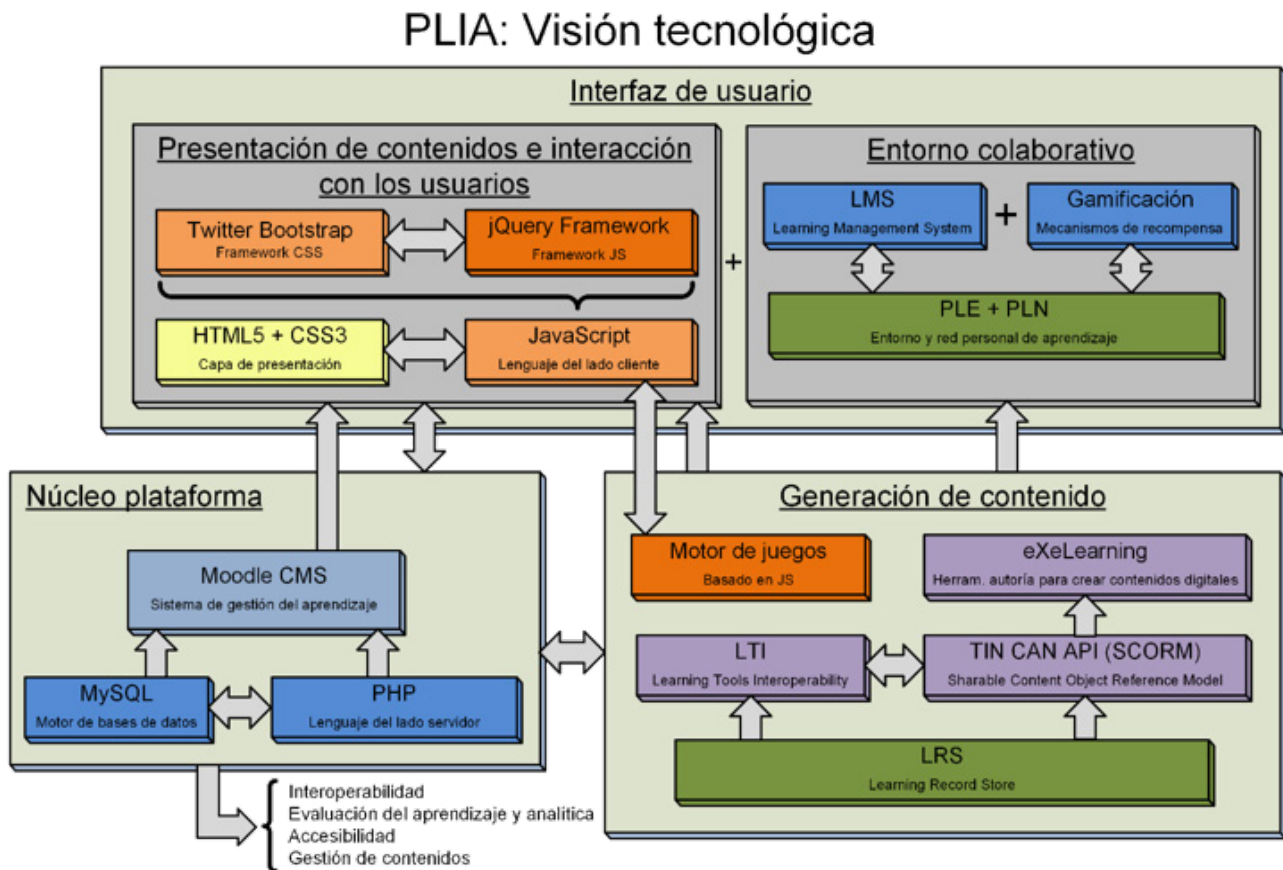 PLIA: Visión tecnológica
Interfaz de usuario
Presentación de contenidos e interacción
con los usuarios
Twitter Bootstrap
Framework CSS
jQuery Framework
Framework JS
HTML5 + CSS3
Capa de presentación
JavaScript
Lenguaje del lado cliente
+
Entorno colaborativo
LMS
Learning Management System
+
Gamificación
Mecanismos de recompensa
PLE + PLN
Entorno y red personal de aprendizaje
Núcleo plataforma
Moodle CMS
Sistema de gestión del aprendizaje
MySQL
Motor de bases de datos
PHP
Lenguaje del lado servidor
Interoperabilidad
Evaluación del aprendizaje y analítica
Accesibilidad
Gestión de contenidos
Generación de contenido
Motor de juegos
Basado en JS
eXeLearning
Herram. autoría para crear contenidos digitales
LTI
Learning Tools Interoperability
TIN CAN API (SCORM)
Sharable Content Object Reference Model
LRS
Learning Record Store